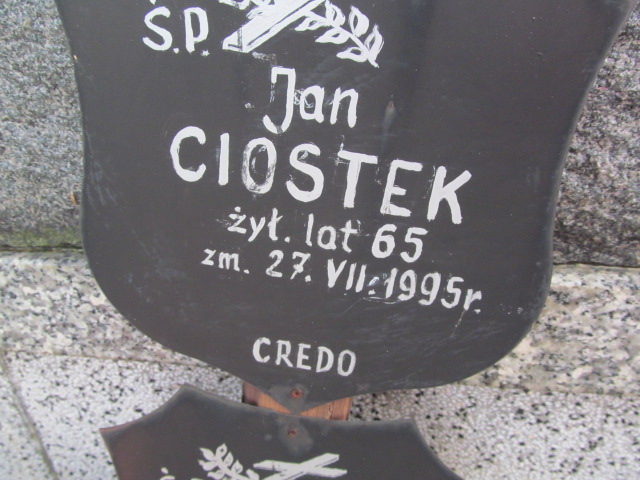 Ś.P.
Jan
CIOSTEK
żył. lat 65
zm. 27. VII. 1995r.
CREDO